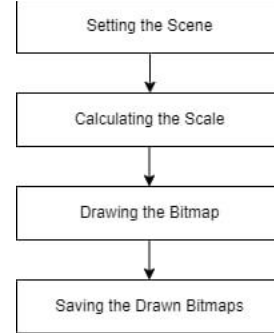 Setting the Scene
Calculating the Scale
Drawing the Bitmap
Saving the Drawn Bitmaps